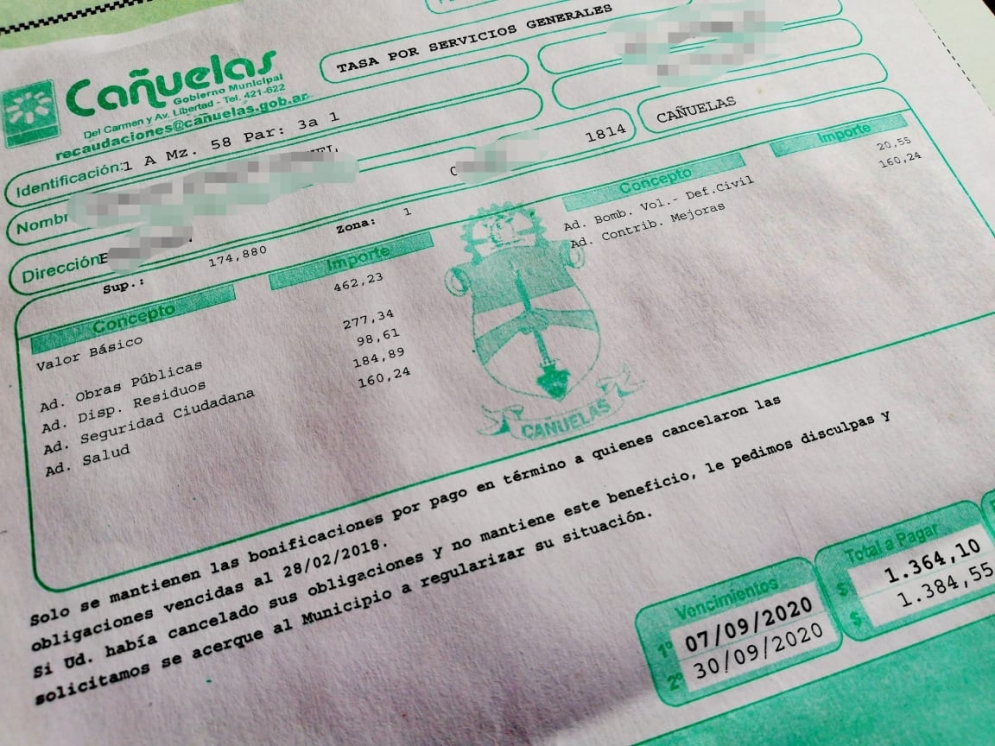 TASA POR SERVICIOS GENERALES
Cañuelas
Gobierno Municipal
Del Carmen y Av. Libertad - Tel. 421-622
recaudaciones@cañuelas.gob.ar
Identificación:1 A Mz. 58 Par: 3a 1
Nombr
1814
CAÑUELAS
Dirección
Sup.: 174,880 Zona: 1
Concepto Importe
Valor Básico 462,23
Ad. Obras Públicas 277,34
Ad. Disp. Residuos 98,61
Ad. Seguridad Ciudadana 184,89
Ad. Salud 160,24
Concepto Importe
Ad. Bomb. Vol.- Def.Civil 20,55
Ad. Contrib. Mejoras 160,24
CAÑUELAS
Solo se mantienen las bonificaciones por pago en término a quienes cancelaron las
obligaciones vencidas al 28/02/2018.
Si Ud. había cancelado sus obligaciones y no mantiene este beneficio, le pedimos disculpas y
solicitamos se acerque al Municipio a regularizar su situación.
Vencimientos
1º 07/09/2020
2º 30/09/2020
Total a Pagar
$ 1.364,10
$ 1.384,55